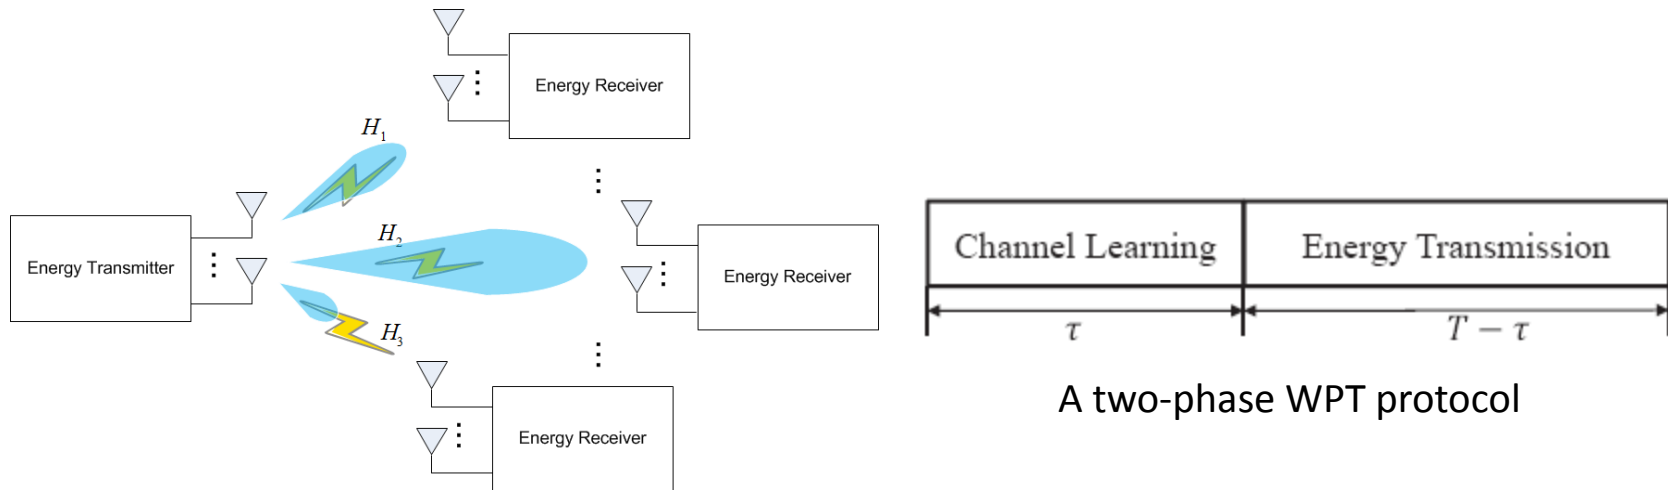 Energy Receiver
H₁
H₂
Energy Transmitter
Energy Receiver
H₃
Energy Receiver
Channel Learning
Energy Transmission
τ
T − τ
A two-phase WPT protocol